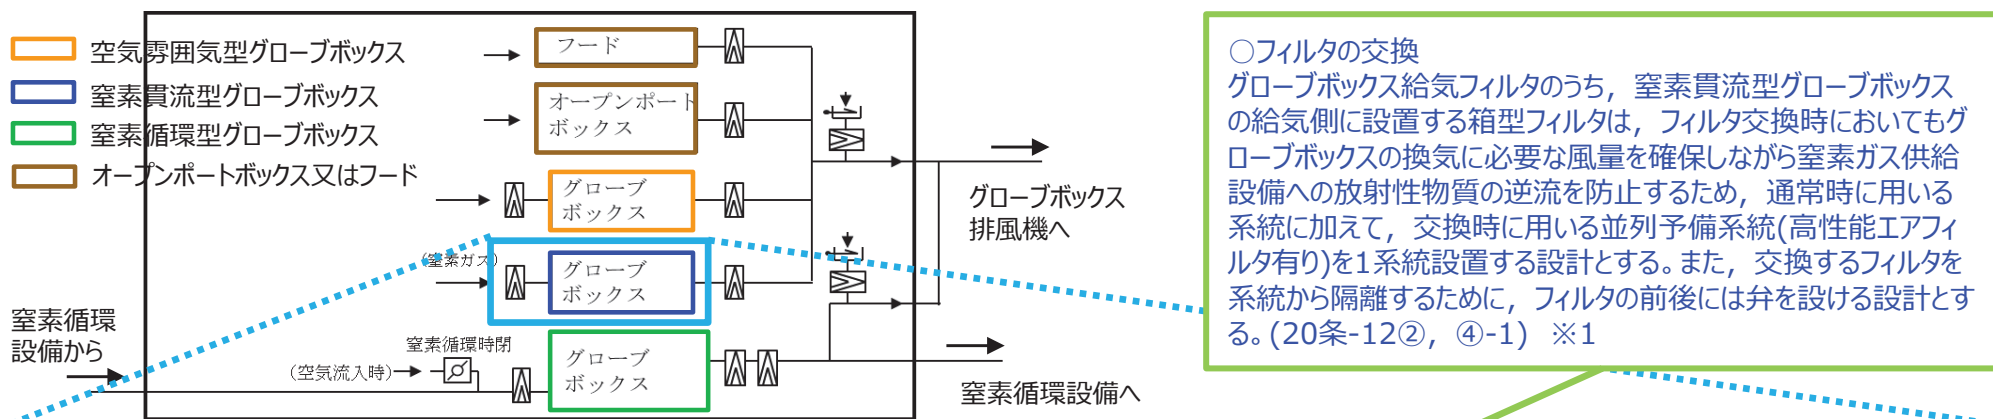 空気雰囲気型グローブボックス
窒素貫流型グローブボックス
窒素循環型グローブボックス
オープンポートボックス又はフード
フード
オープンポート
ボックス
グローブ
ボックス
(窒素ガス)
グローブ
ボックス
グローブ
ボックス
窒素循環
設備から
窒素循環時閉
(空気流入時)
グローブボックス
排風機へ
窒素循環設備へ
○フィルタの交換
グローブボックス給気フィルタのうち，窒素貫流型グローブボックス
の給気側に設置する箱型フィルタは，フィルタ交換時においてもグ
ローブボックスの換気に必要な風量を確保しながら窒素ガス供給
設備への放射性物質の逆流を防止するため，通常時に用いる
系統に加えて，交換時に用いる並列予備系統(高性能エアフィ
ルタ有り)を1系統設置する設計とする。また，交換するフィルタを
系統から隔離するために，フィルタの前後には弁を設ける設計とす
る。(20条-12②，④-1) ※1